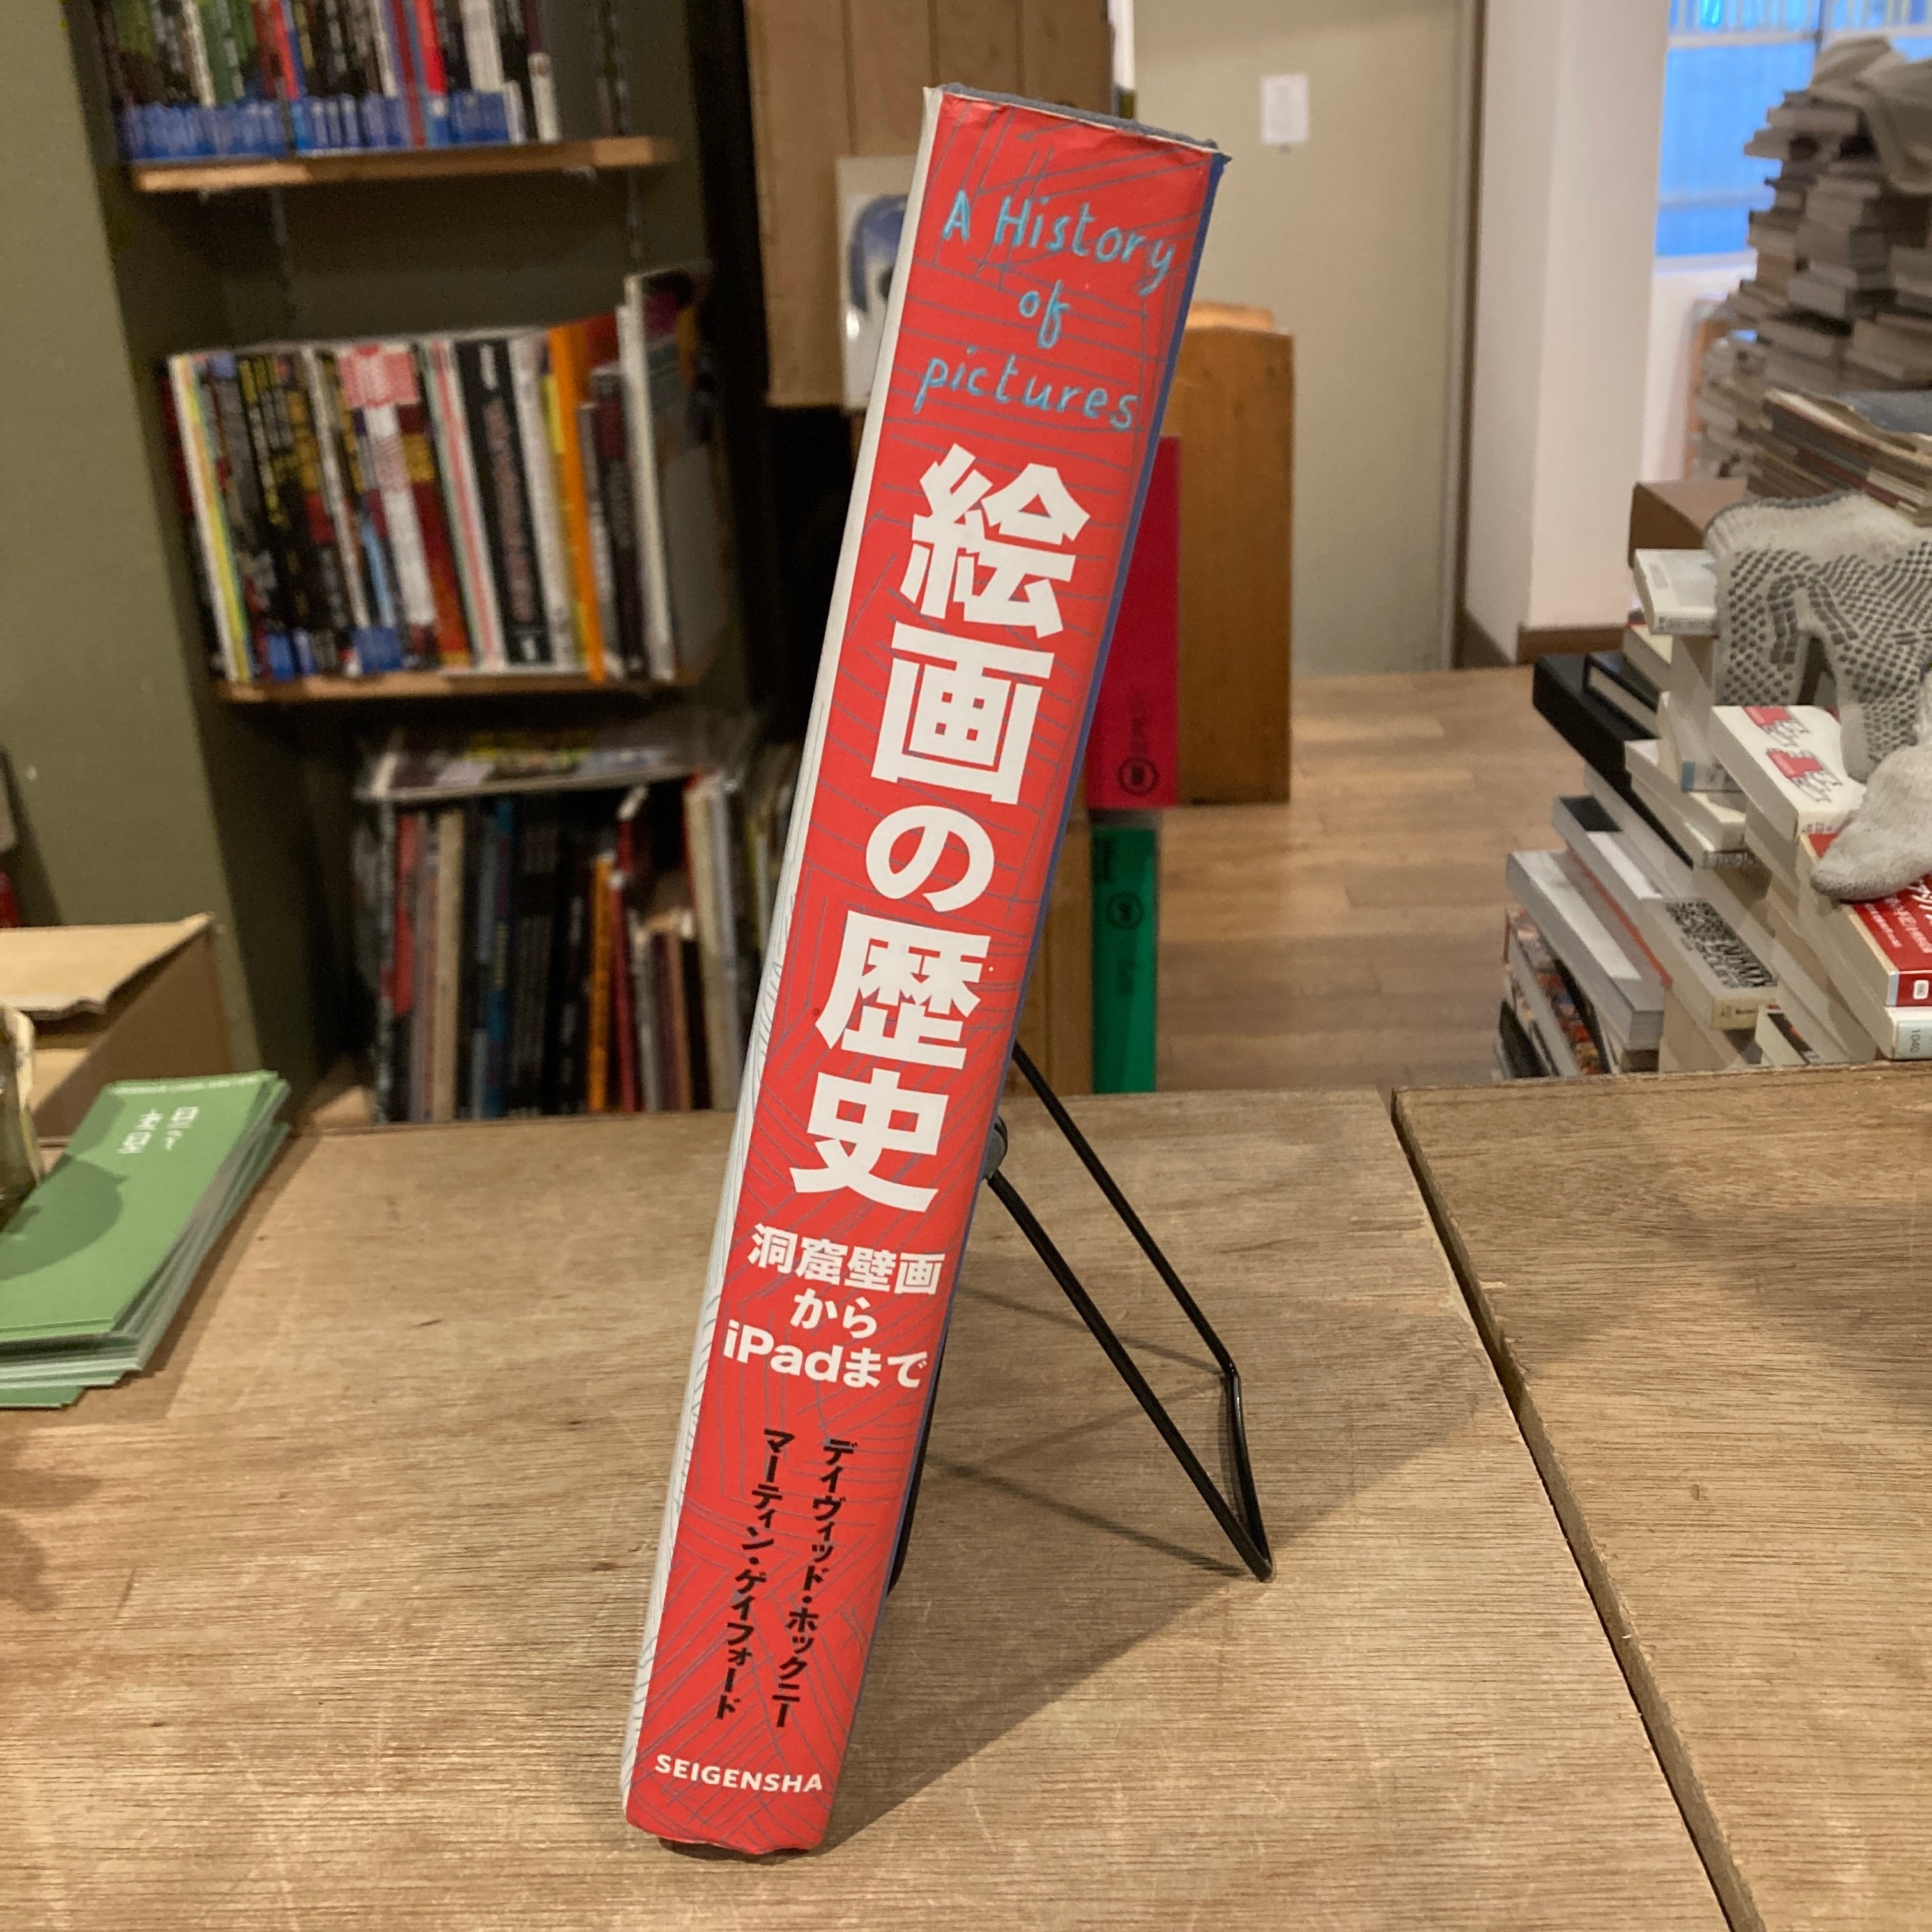 A History
of
pictures
絵画の歴史
洞窟壁画
から
iPadまで
デイヴィッド・ホックニー
マーティン・ゲイフォード
SEIGENSHA